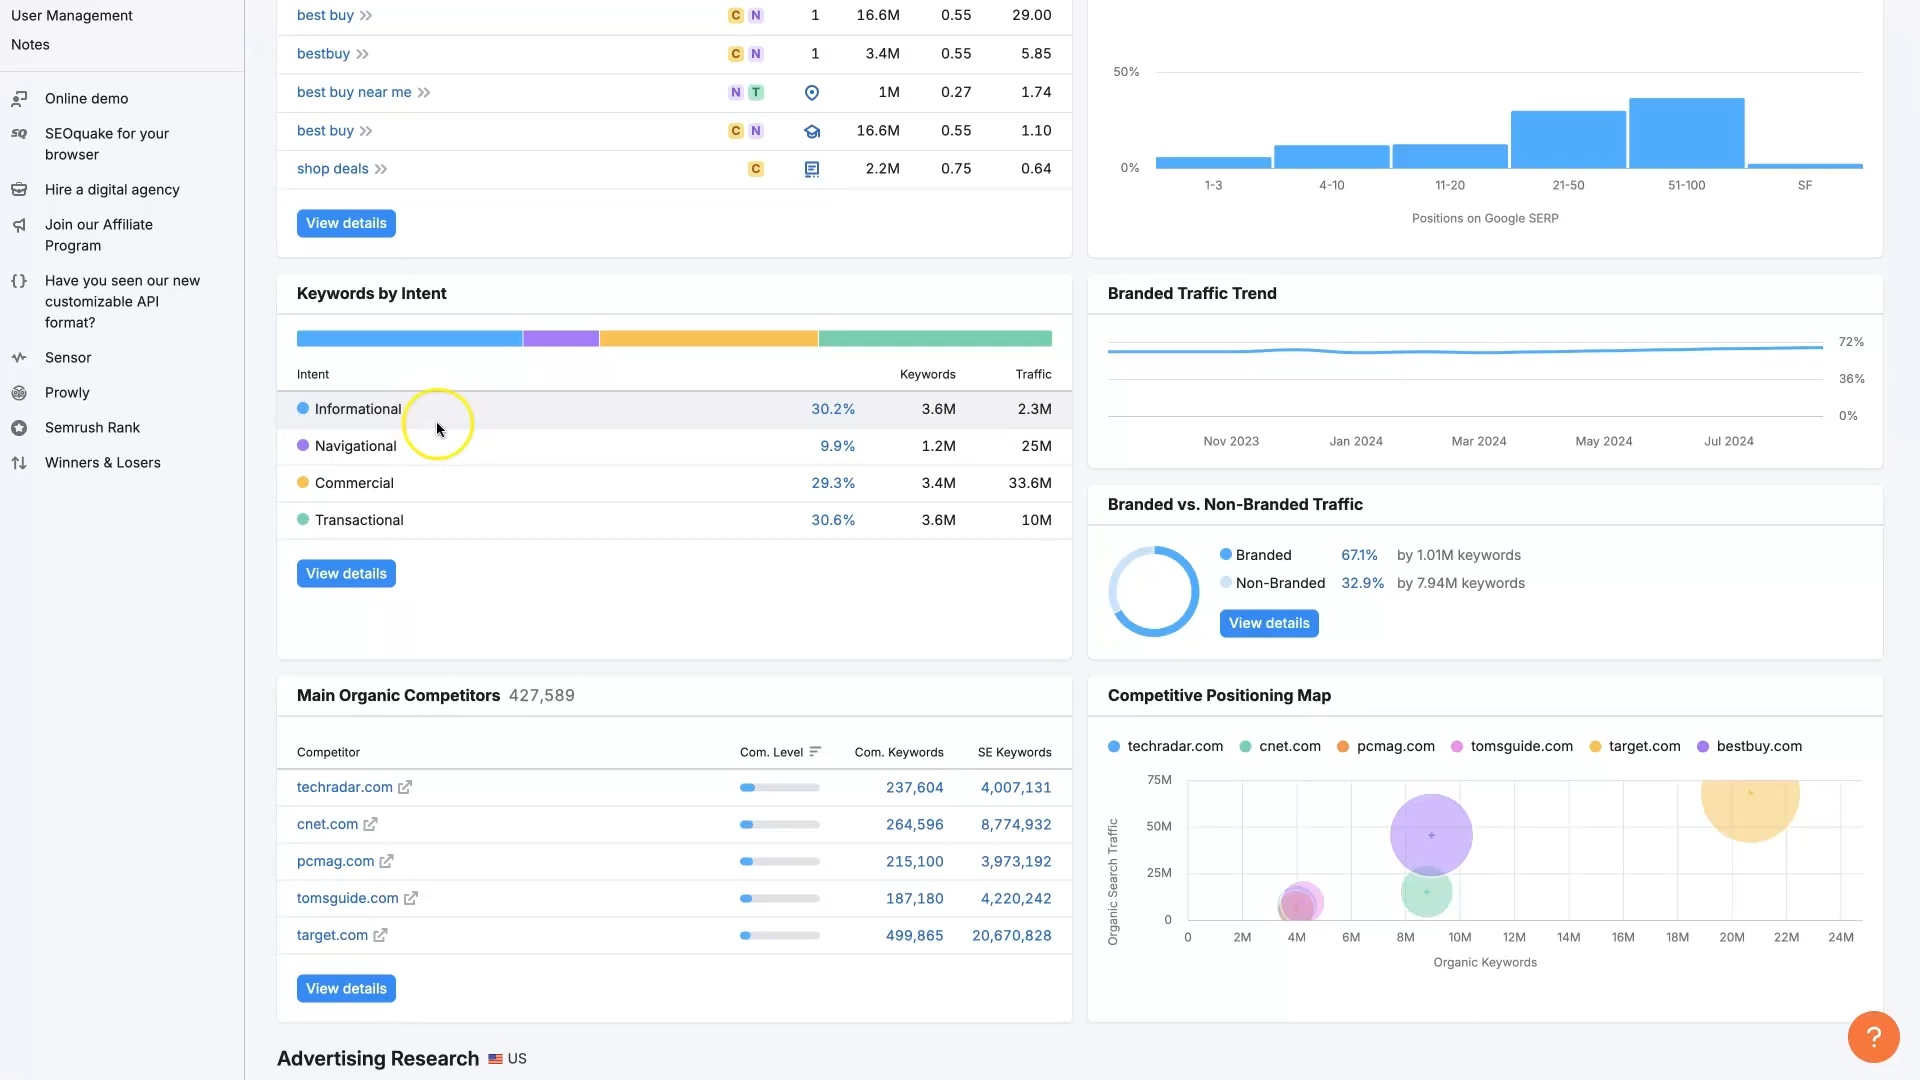 User Management
Notes
Online demo
SQ SEOquake for your
browser
Hire a digital agency
Join our Affiliate
Program
Have you seen our new
customizable API
format?
Sensor
Prowly
Semrush Rank
Winners & Losers
best buy C N 1 16.6M 0.55 29.00
bestbuy C N 1 3.4M 0.55 5.85
best buy near me N T 1M 0.27 1.74
best buy C N 16.6M 0.55 1.10
shop deals C 2.2M 0.75 0.64
View details
50%
0%
1-3 4-10 11-20 21-50 51-100 SF
Positions on Google SERP
Keywords by Intent
Intent Keywords Traffic
Informational 30.2% 3.6M 2.3M
Navigational 9.9% 1.2M 25M
Commercial 29.3% 3.4M 33.6M
Transactional 30.6% 3.6M 10M
View details
Branded Traffic Trend
72%
36%
0%
Nov 2023 Jan 2024 Mar 2024 May 2024 Jul 2024
Branded vs. Non-Branded Traffic
Branded 67.1% by 1.01M keywords
Non-Branded 32.9% by 7.94M keywords
View details
Main Organic Competitors 427,589
Competitor Com. Level Com. Keywords SE Keywords
techradar.com 237,604 4,007,131
cnet.com 264,596 8,774,932
pcmag.com 215,100 3,973,192
tomsguide.com 187,180 4,220,242
target.com 499,865 20,670,828
View details
Competitive Positioning Map
techradar.com cnet.com pcmag.com tomsguide.com target.com bestbuy.com
Organic Search Traffic
75M
50M
25M
0
0 2M 4M 6M 8M 10M 12M 14M 16M 18M 20M 22M 24M
Organic Keywords
Advertising Research US
?